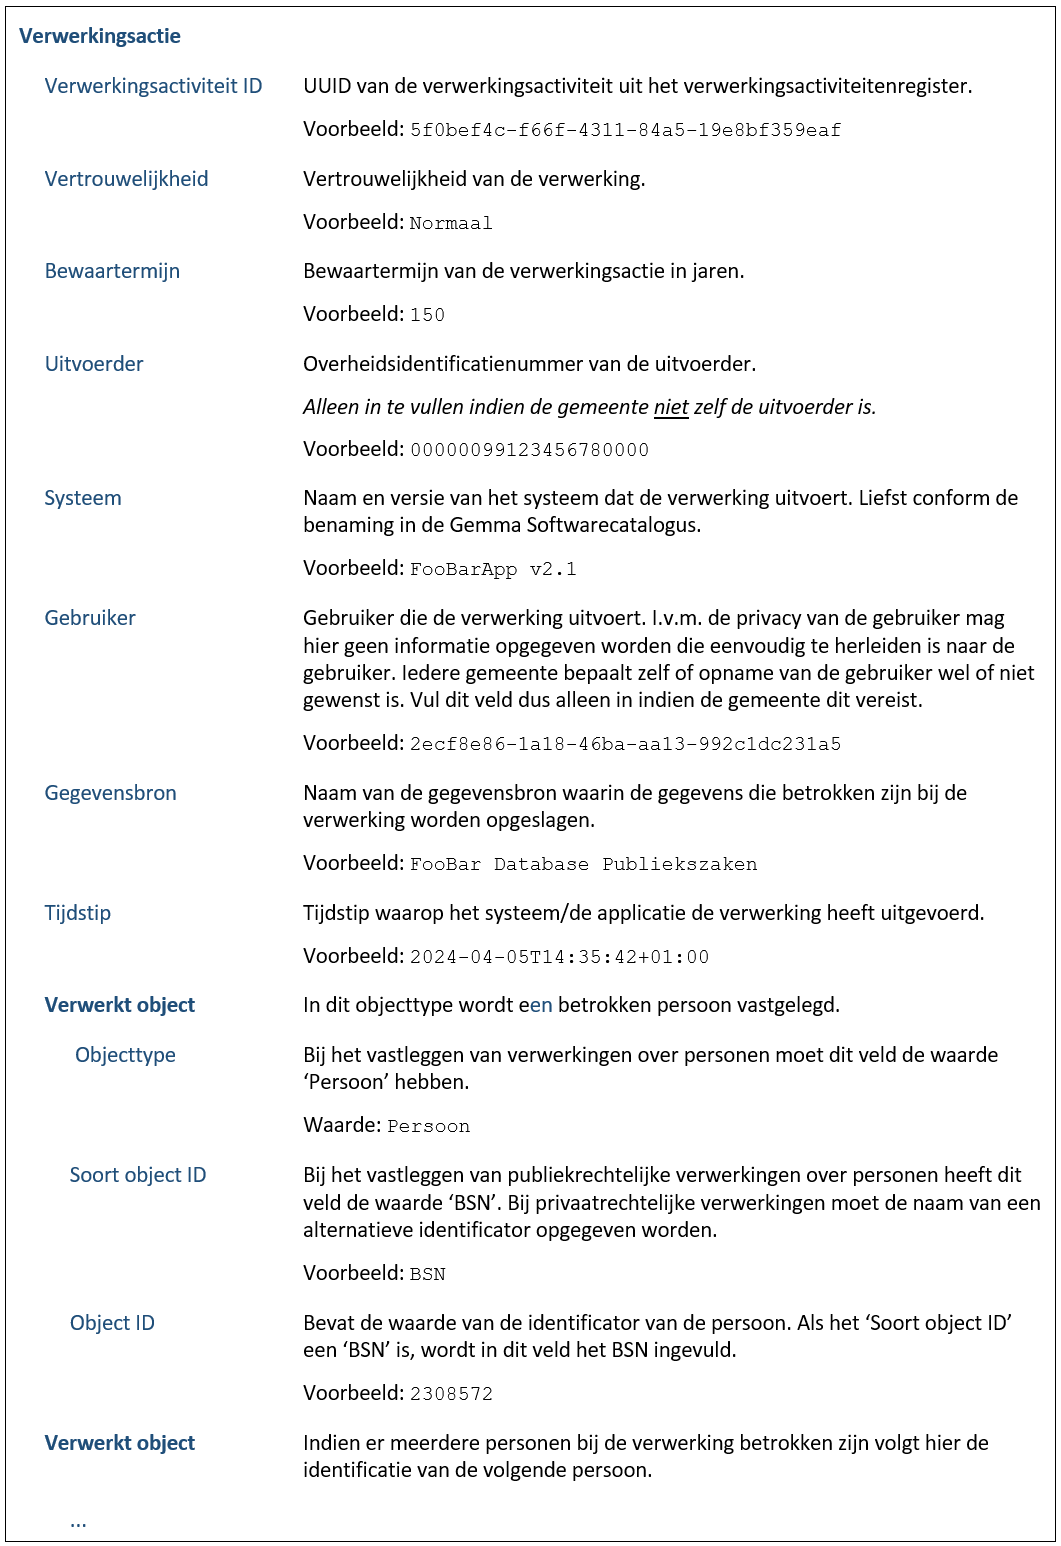 Verwerkingsactie
Verwerkingsactiviteit ID
UUID van de verwerkingsactiviteit uit het verwerkingsactiviteitenregister.
Voorbeeld: 5f0bef4c-f66f-4311-84a5-19e8bf359eaf
Vertrouwelijkheid
Vertrouwelijkheid van de verwerking.
Voorbeeld: Normaal
Bewaartermijn
Bewaartermijn van de verwerkingsactie in jaren.
Voorbeeld: 150
Uitvoerder
Overheidsidentificatienummer van de uitvoerder.
Alleen in te vullen indien de gemeente niet zelf de uitvoerder is.
Voorbeeld: 00000099123456780000
Systeem
Naam en versie van het systeem dat de verwerking uitvoert. Liefst conform de
benaming in de Gemma Softwarecatalogus.
Voorbeeld: FooBarApp v2.1
Gebruiker
Gebruiker die de verwerking uitvoert. I.v.m. de privacy van de gebruiker mag
hier geen informatie opgegeven worden die eenvoudig te herleiden is naar de
gebruiker. Iedere gemeente bepaalt zelf of opname van de gebruiker wel of niet
gewenst is. Vul dit veld dus alleen in indien de gemeente dit vereist.
Voorbeeld: 2ecf8e86-1a18-46ba-aa13-992c1dc231a5
Gegevensbron
Naam van de gegevensbron waarin de gegevens die betrokken zijn bij de
verwerking worden opgeslagen.
Voorbeeld: FooBar Database Publiekszaken
Tijdstip
Tijdstip waarop het systeem/de applicatie de verwerking heeft uitgevoerd.
Voorbeeld: 2024-04-05T14:35:42+01:00
Verwerkt object
In dit objecttype wordt een betrokken persoon vastgelegd.
Objecttype
Bij het vastleggen van verwerkingen over personen moet dit veld de waarde
‘Persoon’ hebben.
Waarde: Persoon
Soort object ID
Bij het vastleggen van publiekrechtelijke verwerkingen over personen heeft dit
veld de waarde ‘BSN’. Bij privaatrechtelijke verwerkingen moet de naam van een
alternatieve identificator opgegeven worden.
Voorbeeld: BSN
Object ID
Bevat de waarde van de identificator van de persoon. Als het ‘Soort object ID’
een ‘BSN’ is, wordt in dit veld het BSN ingevuld.
Voorbeeld: 2308572
Verwerkt object
Indien er meerdere personen bij de verwerking betrokken zijn volgt hier de
identificatie van de volgende persoon.
...